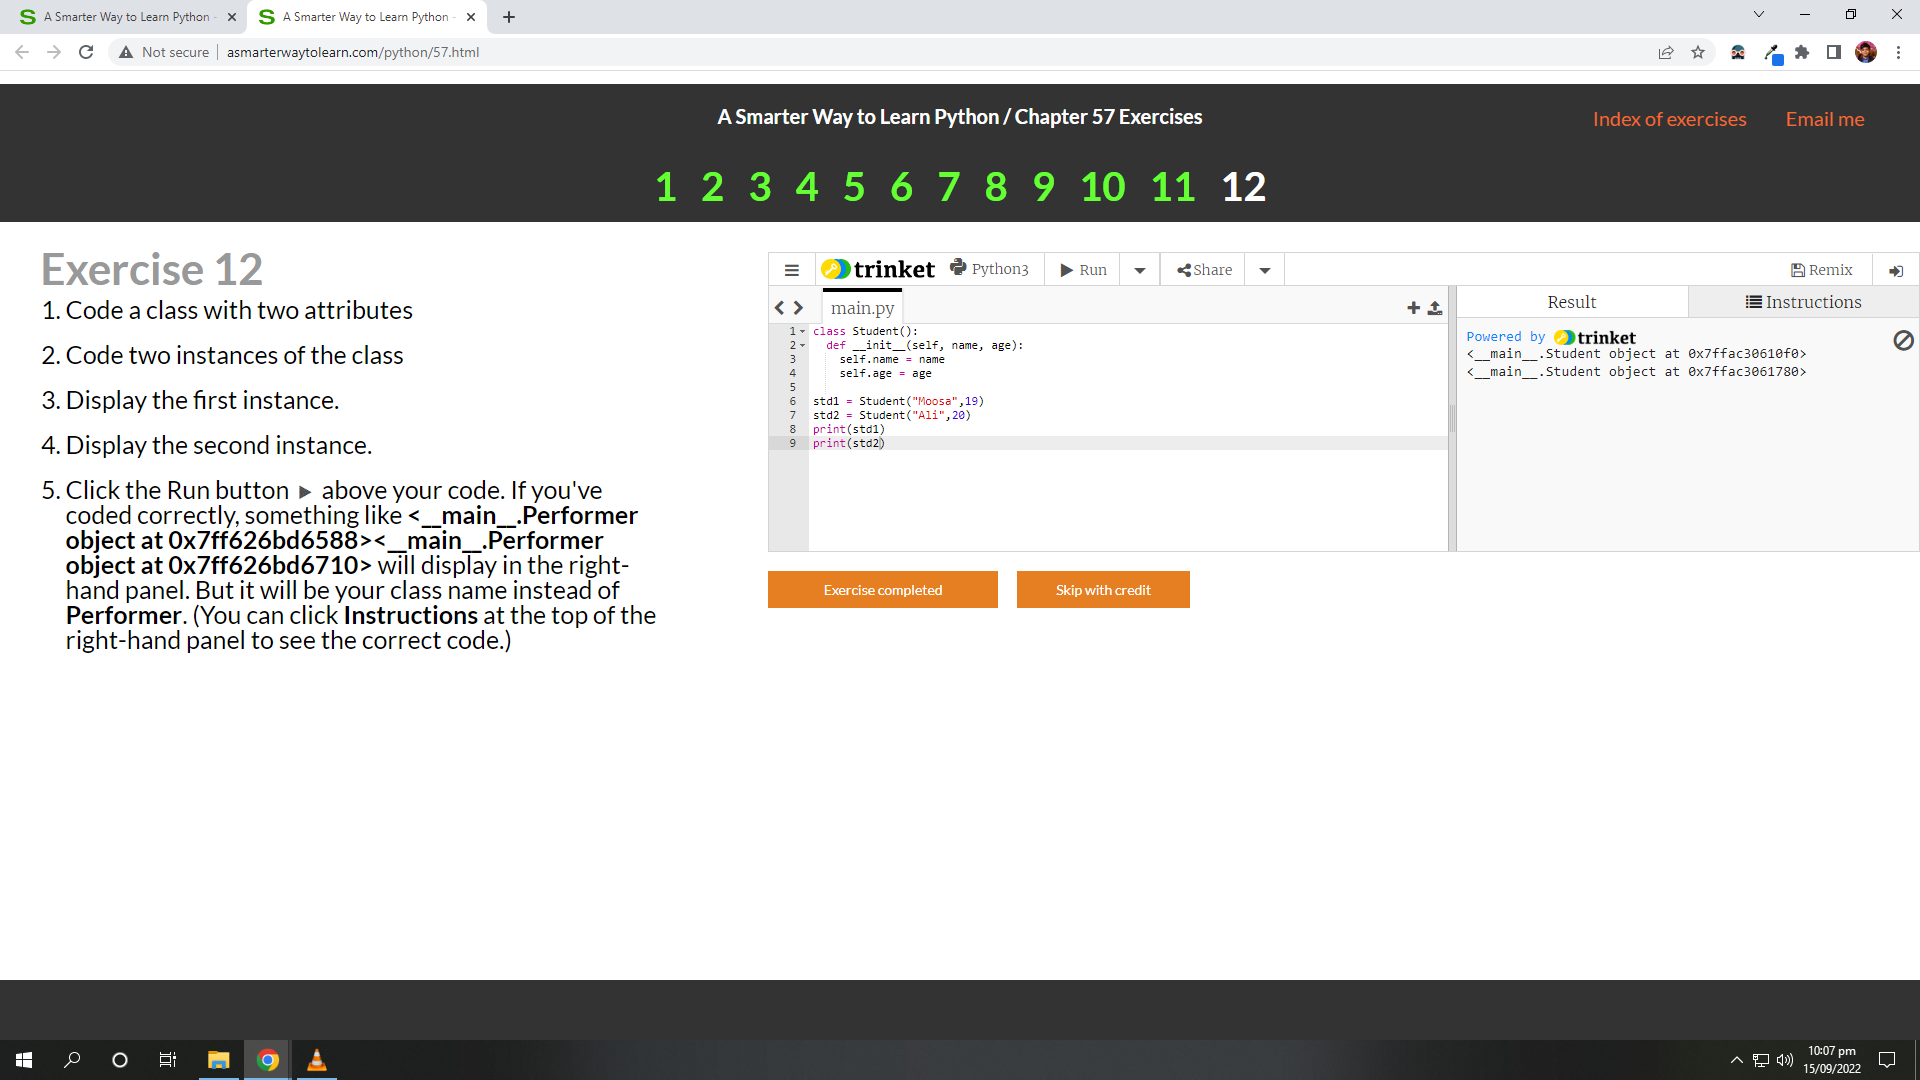 A Smarter Way to Learn Python -
A Smarter Way to Learn Python -
Not secure
asmarterwaytolearn.com/python/57.html
A Smarter Way to Learn Python / Chapter 57 Exercises
Index of exercises
Email me
1 2 3 4 5 6 7 8 9 10 11 12
Exercise 12
1. Code a class with two attributes
2. Code two instances of the class
3. Display the first instance.
4. Display the second instance.
5. Click the Run button ► above your code. If you've
coded correctly, something like <__main__.Performer
object at 0x7ff626bd6588><__main__.Performer
object at 0x7ff626bd6710> will display in the right-
hand panel. But it will be your class name instead of
Performer. (You can click Instructions at the top of the
right-hand panel to see the correct code.)
trinket
Python3
Run
Share
Remix
main.py
1 class Student():
2 def __init__(self, name, age):
3 self.name = name
4 self.age = age
5
6 std1 = Student("Moosa",19)
7 std2 = Student("Ali",20)
8 print(std1)
9 print(std2)
Result
Instructions
Powered by trinket
<__main__.Student object at 0x7ffac30610f0>
<__main__.Student object at 0x7ffac3061780>
Exercise completed
Skip with credit
10:07 pm
15/09/2022